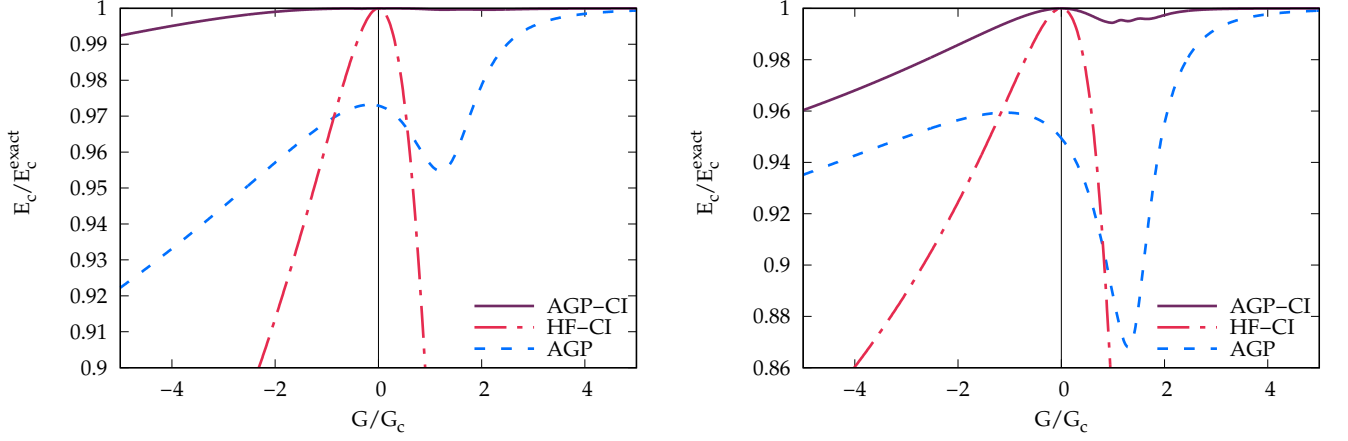 1
0.99
0.98
0.97
0.96
0.95
0.94
0.93
0.92
0.91
0.9
E_c/E_c^exact
−4
−2
0
2
4
G/G_c
AGP−CI
HF−CI
AGP
1
0.98
0.96
0.94
0.92
0.9
0.88
0.86
E_c/E_c^exact
−4
−2
0
2
4
G/G_c
AGP−CI
HF−CI
AGP